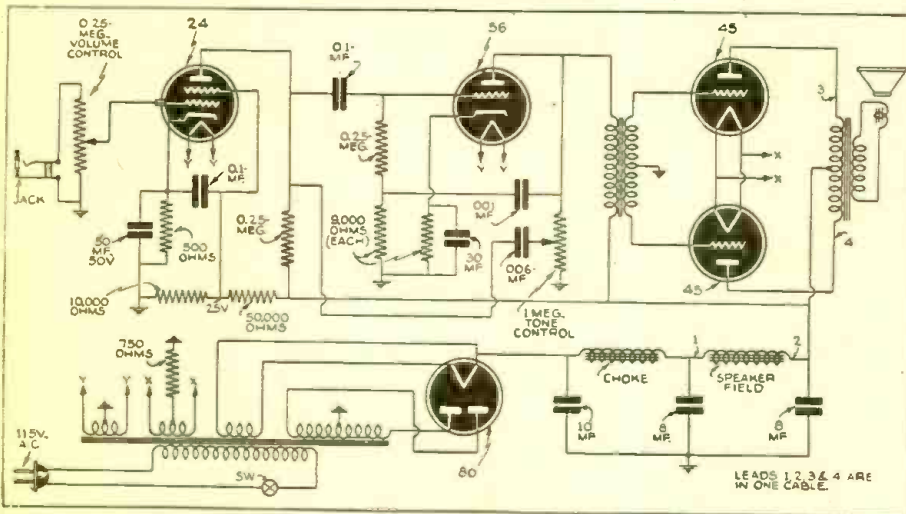 0.25-
MEG.
VOLUME
CONTROL
24
56
45
0.1-
MF.
3
JACK
0.25-
MEG.
Y Y
Y Y
X
X
0.1-
MF.
50
MF.
50V
500
OHMS
0.25-
MEG.
8,000
OHMS
(EACH)
.001
MF.
30
MF.
.006-
MF.
4
45
10,000
OHMS
25V
50,000
OHMS
1 MEG.
TONE
CONTROL
750
OHMS
Y Y X X
CHOKE
1
SPEAKER
FIELD
2
10
MF.
8
MF.
8
MF.
115V.
A.C.
SW.
80
LEADS 1,2,3 & 4 ARE
IN ONE CABLE.